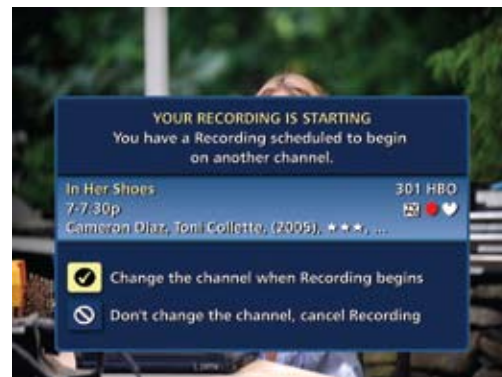 YOUR RECORDING IS STARTING
You have a Recording scheduled to begin
on another channel.
In Her Shoes 301 HBO
7-7:30p
Cameron Diaz, Toni Collette, (2005), ★★★, ...
Change the channel when Recording begins
Don't change the channel, cancel Recording